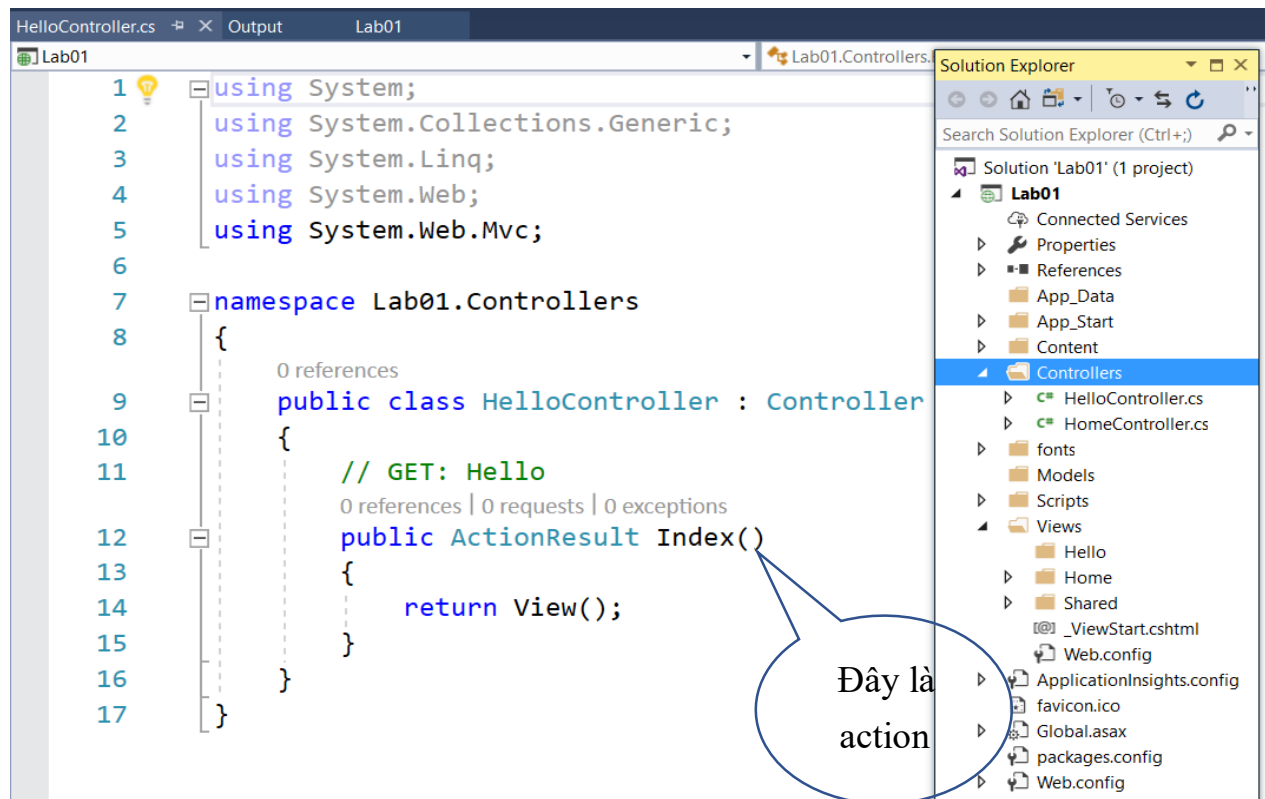 HelloController.cs Output Lab01
Lab01 Lab01.Controllers.
1 using System;
2 using System.Collections.Generic;
3 using System.Linq;
4 using System.Web;
5 using System.Web.Mvc;
6
7 namespace Lab01.Controllers
8 {
0 references
9 public class HelloController : Controller
10 {
11 // GET: Hello
0 references | 0 requests | 0 exceptions
12 public ActionResult Index()
13 {
14 return View();
15 }
16 }
17 }
Đây là
action
Solution Explorer
Search Solution Explorer (Ctrl+;)
Solution 'Lab01' (1 project)
Lab01
Connected Services
Properties
References
App_Data
App_Start
Content
Controllers
C# HelloController.cs
C# HomeController.cs
fonts
Models
Scripts
Views
Hello
Home
Shared
[@] _ViewStart.cshtml
Web.config
ApplicationInsights.config
favicon.ico
Global.asax
packages.config
Web.config